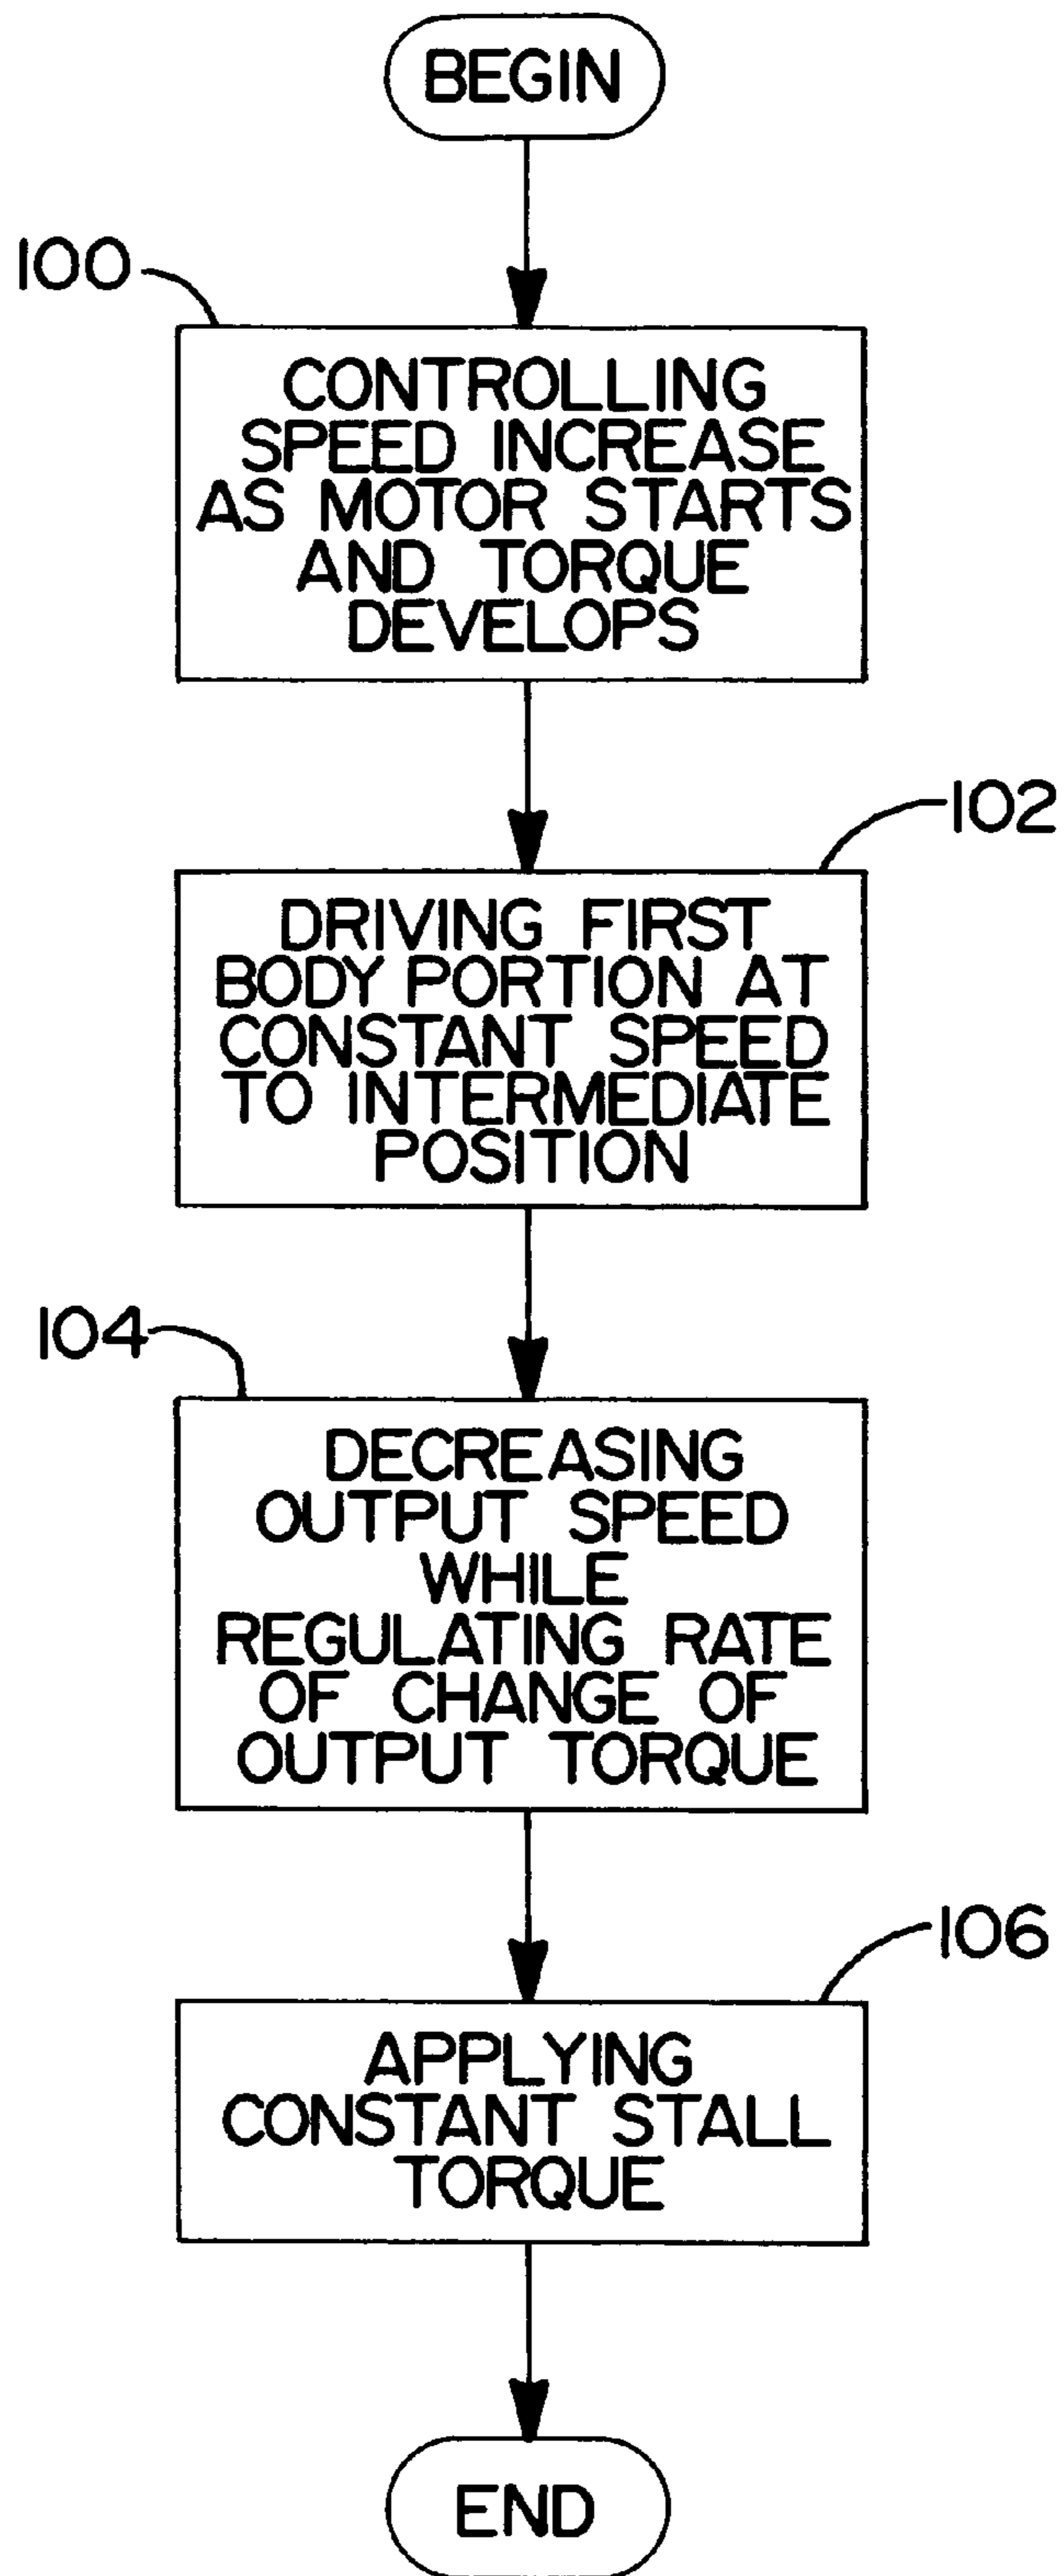 BEGIN
100
CONTROLLING
SPEED INCREASE
AS MOTOR STARTS
AND TORQUE
DEVELOPS
102
DRIVING FIRST
BODY PORTION AT
CONSTANT SPEED
TO INTERMEDIATE
POSITION
104
DECREASING
OUTPUT SPEED
WHILE
REGULATING RATE
OF CHANGE OF
OUTPUT TORQUE
106
APPLYING
CONSTANT STALL
TORQUE
END